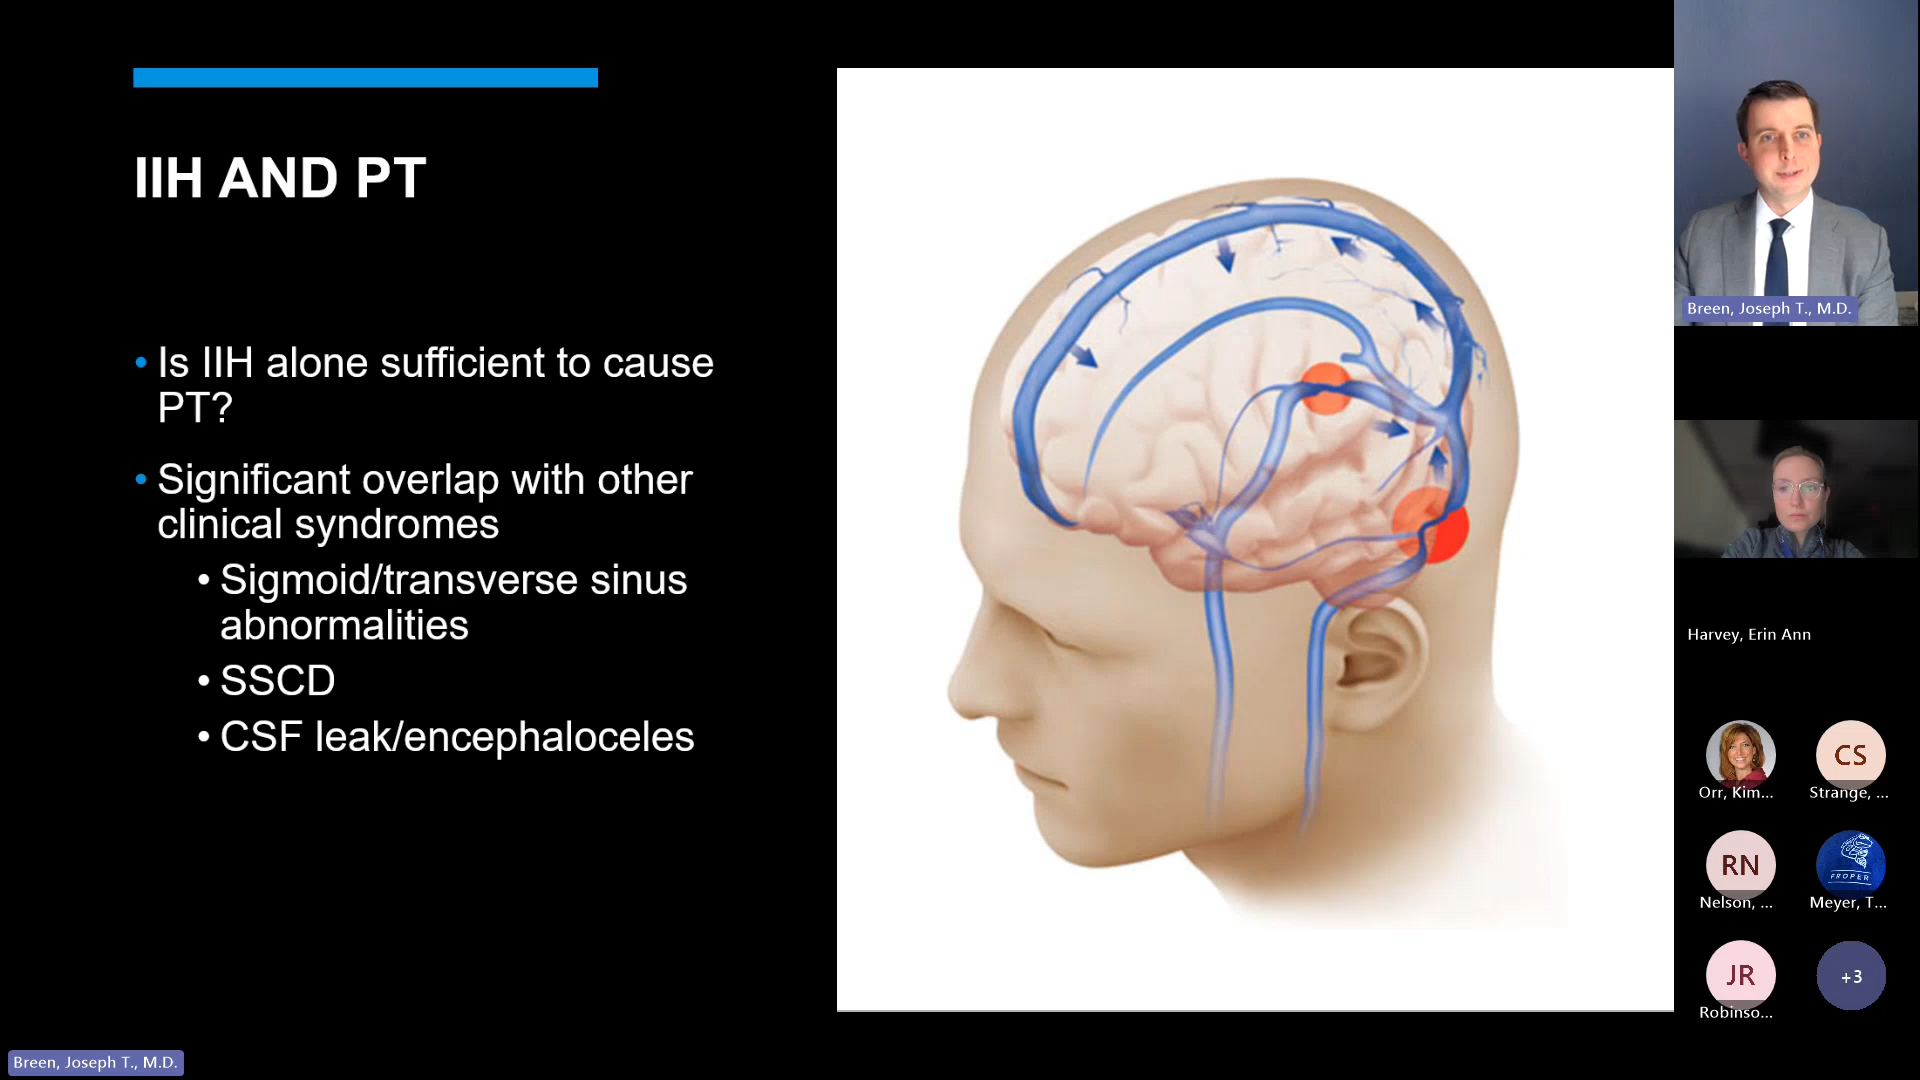 IIH AND PT
• Is IIH alone sufficient to cause
PT?
• Significant overlap with other
clinical syndromes
• Sigmoid/transverse sinus
abnormalities
• SSCD
• CSF leak/encephaloceles
Breen, Joseph T., M.D.
Harvey, Erin Ann
Orr, Kim...
CS
Strange, ...
RN
Nelson, ...
PROPER
Meyer, T...
JR
Robinso...
+3
Breen, Joseph T., M.D.